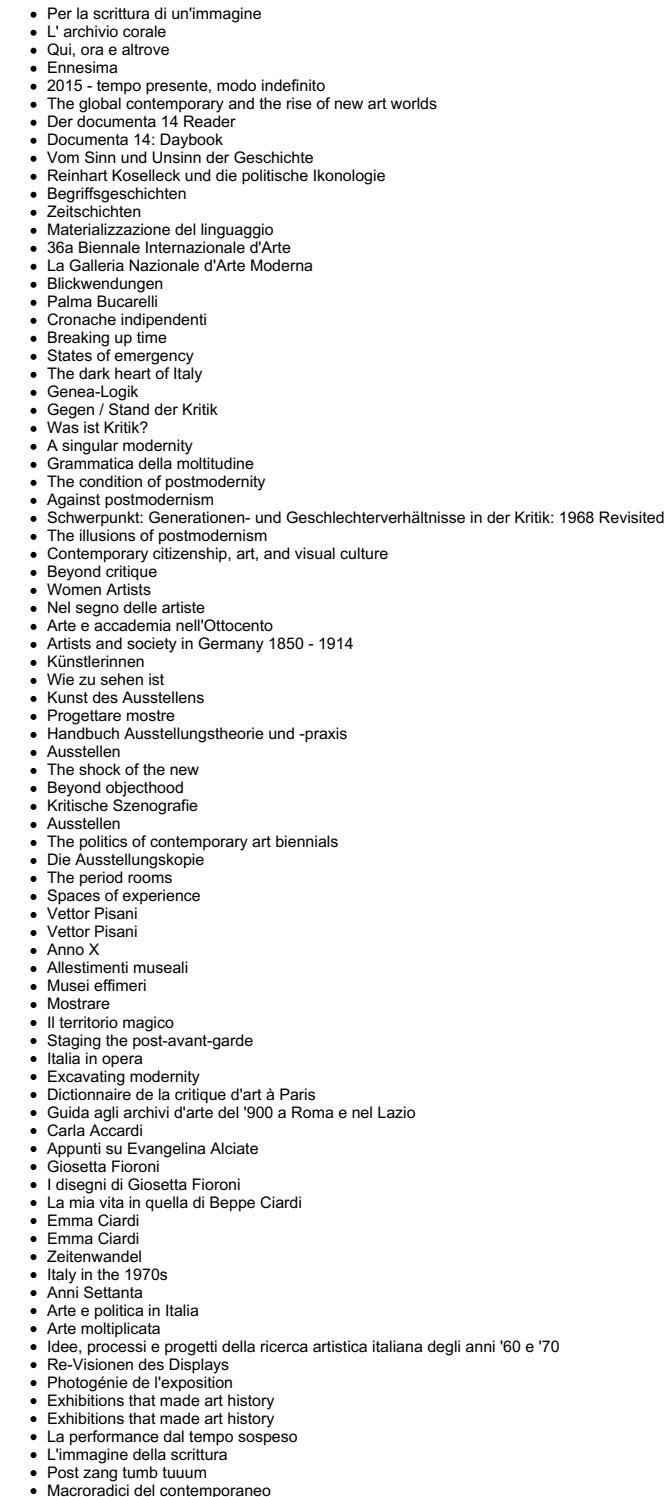 • Per la scrittura di un'immagine
• L' archivio corale
• Qui, ora e altrove
• Ennesima
• 2015 - tempo presente, modo indefinito
• The global contemporary and the rise of new art worlds
• Der documenta 14 Reader
• Documenta 14: Daybook
• Vom Sinn und Unsinn der Geschichte
• Reinhart Koselleck und die politische Ikonologie
• Begriffsgeschichten
• Zeitschichten
• Materializzazione del linguaggio
• 36a Biennale Internazionale d'Arte
• La Galleria Nazionale d'Arte Moderna
• Blickwendungen
• Palma Bucarelli
• Cronache indipendenti
• Breaking up time
• States of emergency
• The dark heart of Italy
• Genea-Logik
• Gegen / Stand der Kritik
• Was ist Kritik?
• A singular modernity
• Grammatica della moltitudine
• The condition of postmodernity
• Against postmodernism
• Schwerpunkt: Generationen- und Geschlechterverhältnisse in der Kritik: 1968 Revisited
• The illusions of postmodernism
• Contemporary citizenship, art, and visual culture
• Beyond critique
• Women Artists
• Nel segno delle artiste
• Arte e accademia nell'Ottocento
• Artists and society in Germany 1850 - 1914
• Künstlerinnen
• Wie zu sehen ist
• Kunst des Ausstellens
• Progettare mostre
• Handbuch Ausstellungstheorie und -praxis
• Ausstellen
• The shock of the new
• Beyond objecthood
• Kritische Szenografie
• Ausstellen
• The politics of contemporary art biennials
• Die Ausstellungskopie
• The period rooms
• Spaces of experience
• Vettor Pisani
• Vettor Pisani
• Anno X
• Allestimenti museali
• Musei effimeri
• Mostrare
• Il territorio magico
• Staging the post-avant-garde
• Italia in opera
• Excavating modernity
• Dictionnaire de la critique d'art à Paris
• Guida agli archivi d'arte del '900 a Roma e nel Lazio
• Carla Accardi
• Appunti su Evangelina Alciate
• Giosetta Fioroni
• I disegni di Giosetta Fioroni
• La mia vita in quella di Beppe Ciardi
• Emma Ciardi
• Emma Ciardi
• Zeitenwandel
• Italy in the 1970s
• Anni Settanta
• Arte e politica in Italia
• Arte moltiplicata
• Idee, processi e progetti della ricerca artistica italiana degli anni '60 e '70
• Re-Visionen des Displays
• Photogénie de l'exposition
• Exhibitions that made art history
• Exhibitions that made art history
• La performance dal tempo sospeso
• L'immagine della scrittura
• Post zang tumb tuuum
• Macroradici del contemporaneo